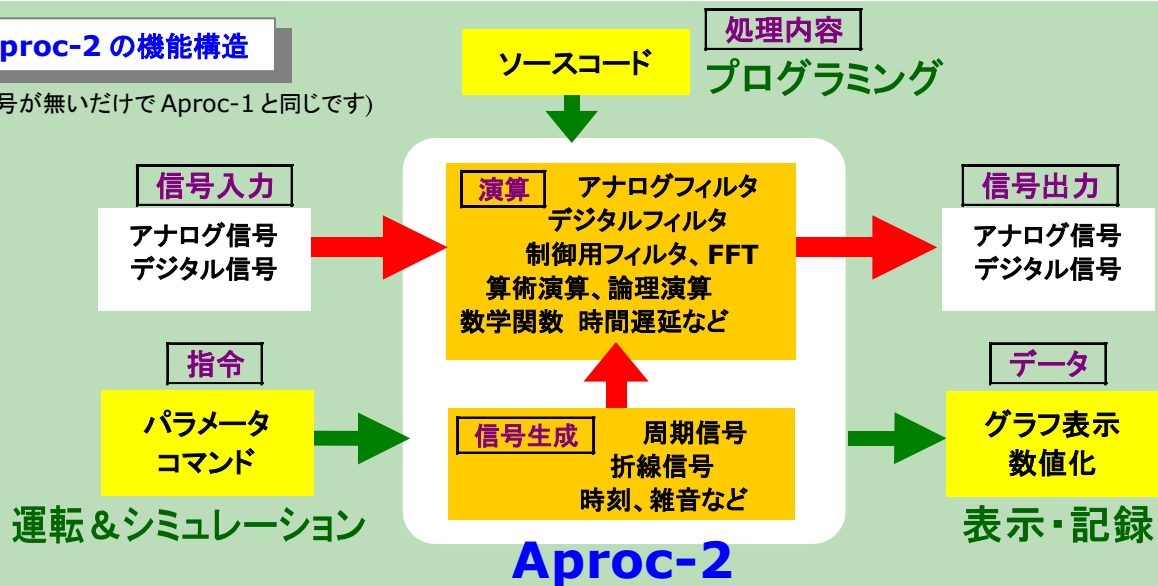 proc-2 の機能構造
号が無いだけで Aproc-1 と同じです)
ソースコード
処理内容
プログラミング
信号入力
アナログ信号
デジタル信号
演算 アナログフィルタ
デジタルフィルタ
制御用フィルタ、FFT
算術演算、論理演算
数学関数 時間遅延など
信号出力
アナログ信号
デジタル信号
指令
パラメータ
コマンド
運転&シミュレーション
信号生成 周期信号
折線信号
時刻、雑音など
データ
グラフ表示
数値化
表示・記録
Aproc-2